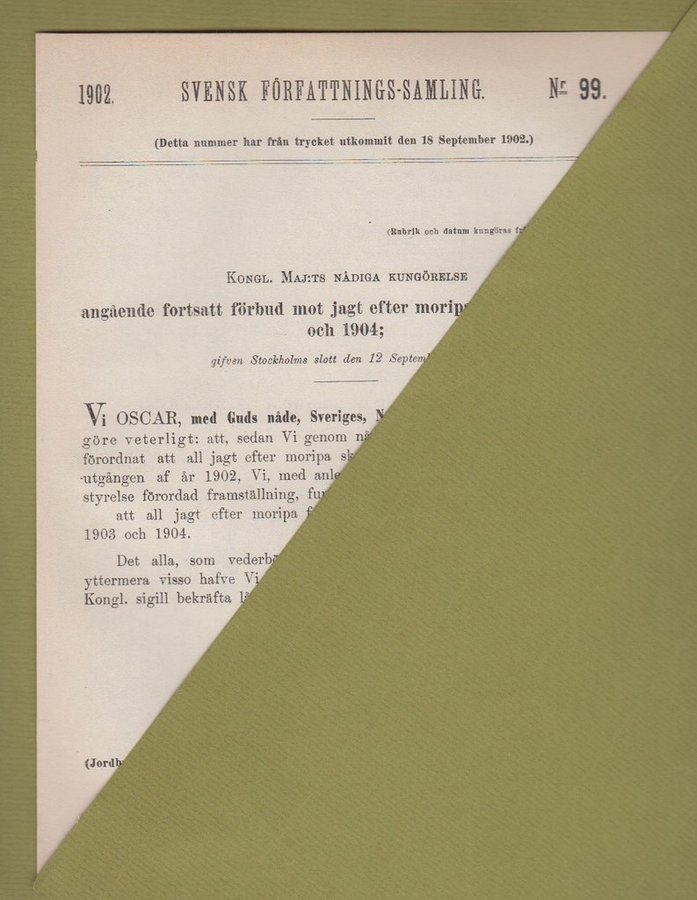 1902. SVENSK FÖRFATTNINGS-SAMLING. Nr 99.
(Detta nummer har från trycket utkommit den 18 September 1902.)
(Rubrik och datum kungöras
KONGL. MAJ:TS NÅDIGA KUNGÖRELSE
angående fortsatt förbud mot jagt efter moripa
och 1904;
gifven Stockholms slott den 12
Vi OSCAR, med Guds nåde, Sveriges,
göre veterligt: att, sedan Vi genom
förordnat att all jagt efter moripa
utgången af år 1902, Vi, med
styrelse förordad framställning,
att all jagt efter moripa
1903 och 1904.
Det alla, som
yttermera visso hafve Vi
Kongl. sigill bekräfta